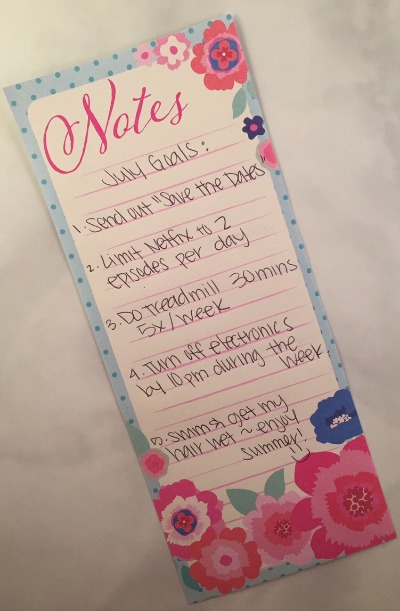 Notes
July Goals:
1. Send out "Save the Dates"
2. Limit Netflix to 2
episodes per day
3. Do treadmill 30 mins
5x/week
4. Turn off electronics
by 10pm during the
week.
5. Swim & get my
hair wet ~ enjoy
summer!